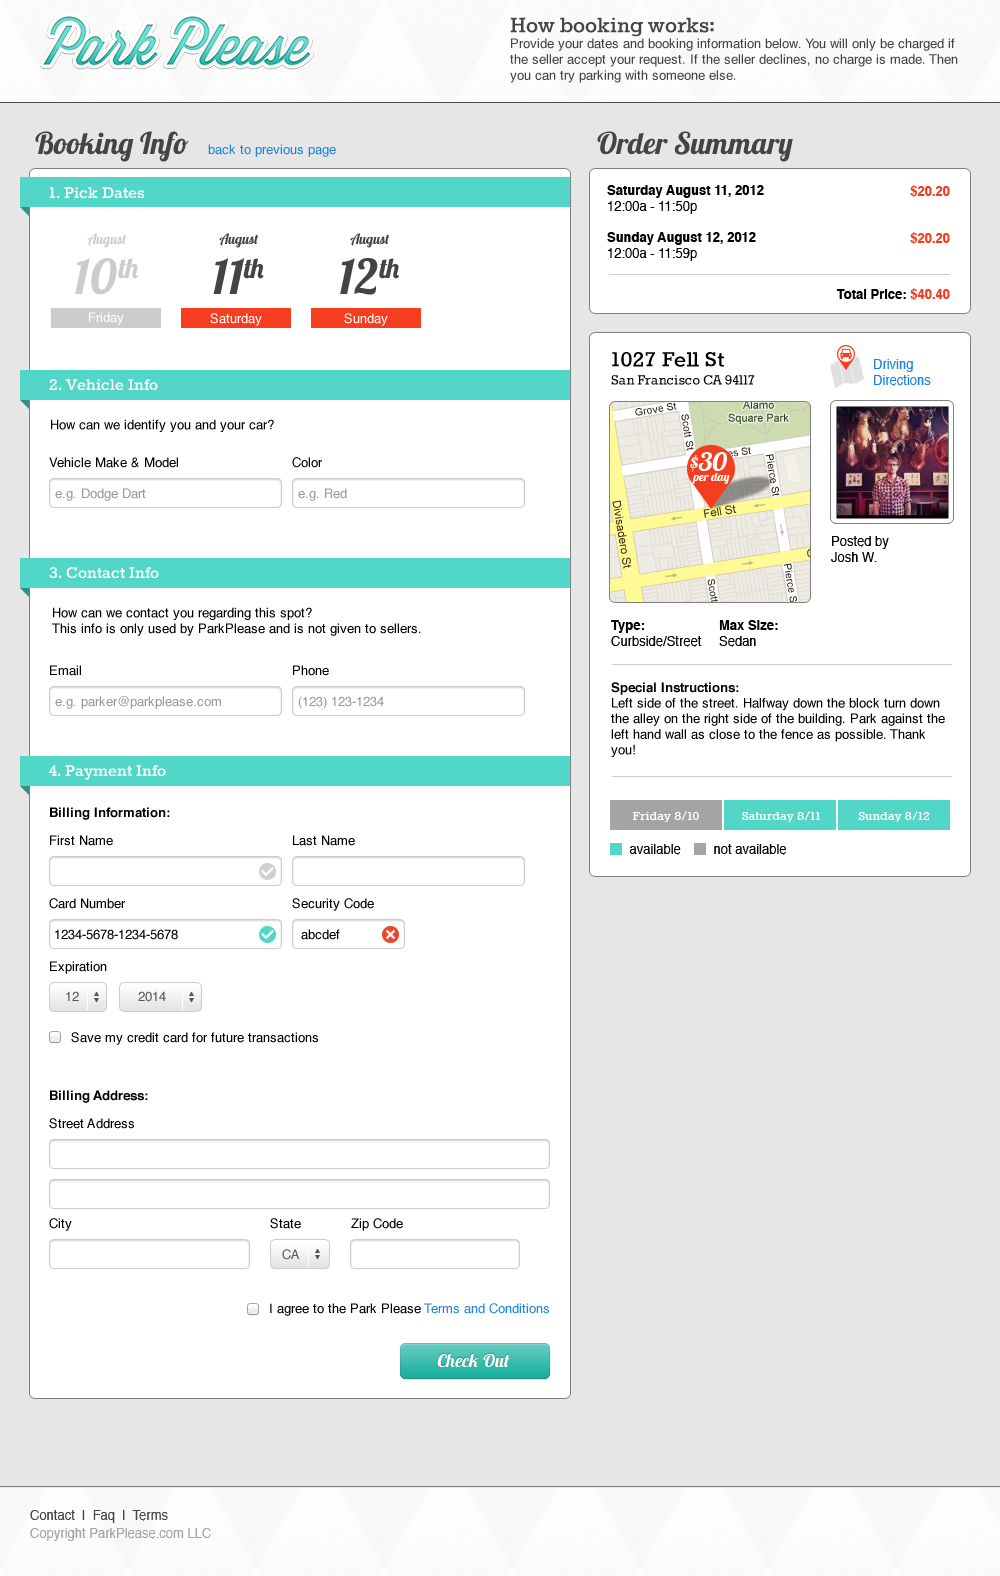 Park Please
How booking works:
Provide your dates and booking information below. You will only be charged if
the seller accept your request. If the seller declines, no charge is made. Then
you can try parking with someone else.
Booking Info
back to previous page
1. Pick Dates
August
10th
Friday
August
11th
Saturday
August
12th
Sunday
2. Vehicle Info
How can we identify you and your car?
Vehicle Make & Model
Color
e.g. Dodge Dart
e.g. Red
3. Contact Info
How can we contact you regarding this spot?
This info is only used by ParkPlease and is not given to sellers.
Email
Phone
e.g. parker@parkplease.com
(123) 123-1234
4. Payment Info
Billing Information:
First Name
Last Name
Card Number
Security Code
1234-5678-1234-5678
abcdef
Expiration
12
2014
Save my credit card for future transactions
Billing Address:
Street Address
City
State
Zip Code
CA
I agree to the Park Please Terms and Conditions
Check Out
Order Summary
Saturday August 11, 2012
$20.20
12:00a - 11:50p
Sunday August 12, 2012
$20.20
12:00a - 11:59p
Total Price: $40.40
1027 Fell St
San Francisco CA 94117
Driving
Directions
Grove St
Alamo
Square Park
Scott St
es St
Pierce St
$30
per day
Fell St
Divisadero St
Scott
Pierce S
Posted by
Josh W.
Type:
Max Size:
Curbside/Street
Sedan
Special Instructions:
Left side of the street. Halfway down the block turn down
the alley on the right side of the building. Park against the
left hand wall as close to the fence as possible. Thank
you!
Friday 8/10
Saturday 8/11
Sunday 8/12
available
not available
Contact | Faq | Terms
Copyright ParkPlease.com LLC